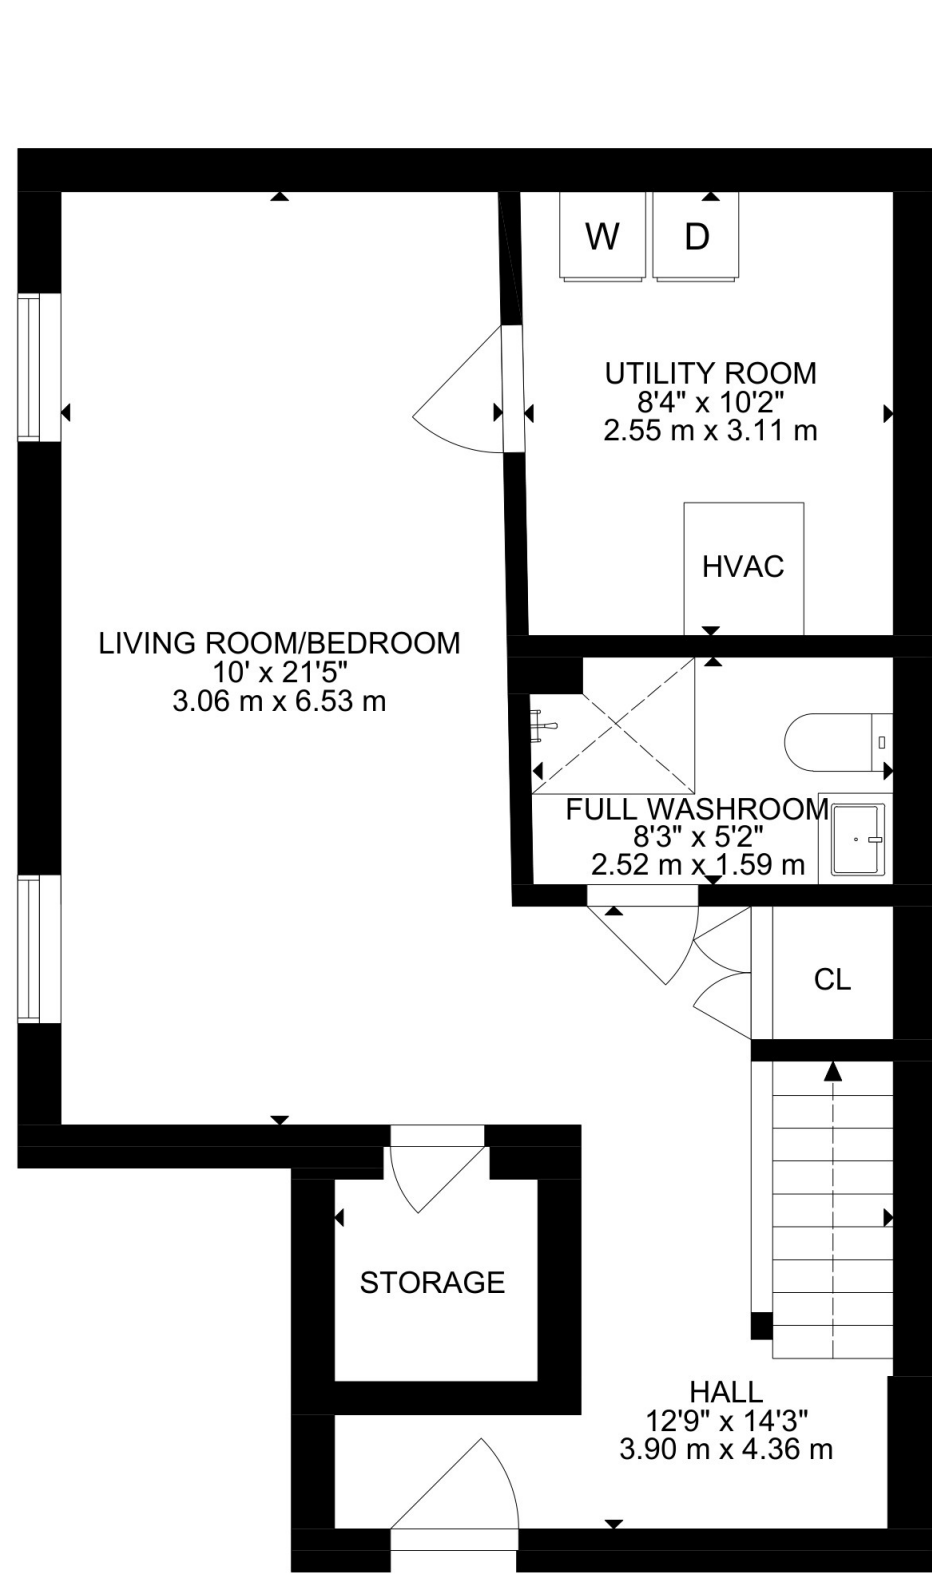 W
D
UTILITY ROOM
8'4" x 10'2"
2.55 m x 3.11 m
HVAC
LIVING ROOM/BEDROOM
10' x 21'5"
3.06 m x 6.53 m
FULL WASHROOM
8'3" x 5'2"
2.52 m x 1.59 m
CL
STORAGE
HALL
12'9" x 14'3"
3.90 m x 4.36 m